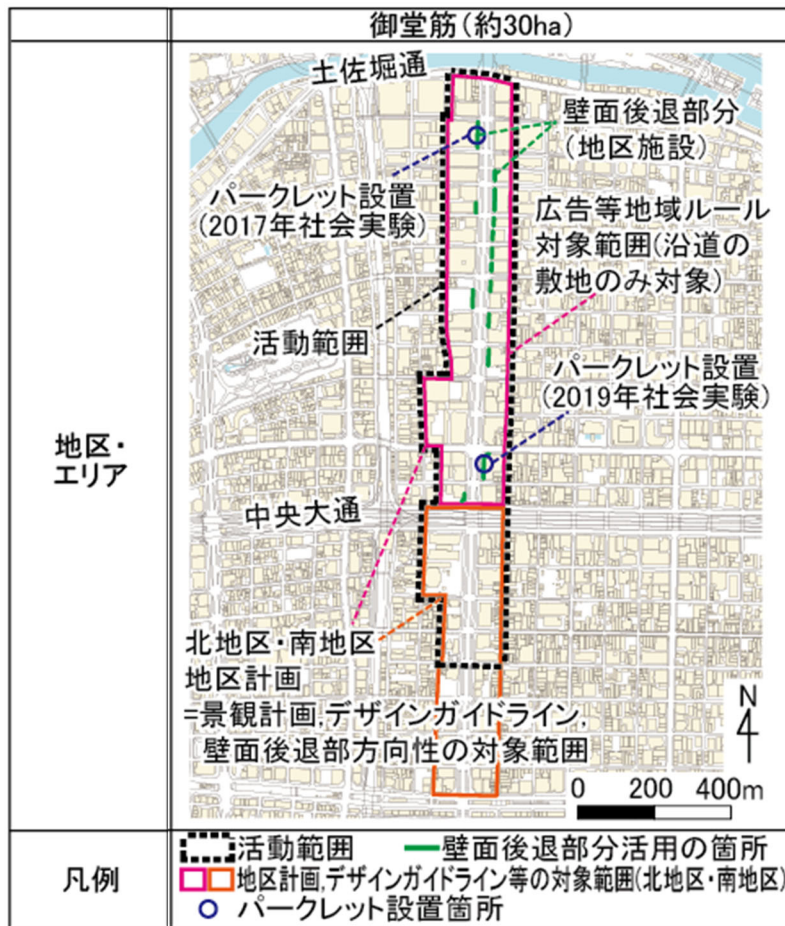 御堂筋(約30ha)
地区・
エリア
土佐堀通
壁面後退部分
(地区施設)
パークレット設置
(2017年社会実験)
広告等地域ルール
対象範囲(沿道の
敷地のみ対象)
活動範囲
パークレット設置
(2019年社会実験)
中央大通
北地区・南地区
地区計画
=景観計画,デザインガイドライン,
壁面後退部方向性の対象範囲
N
0 200 400m
凡例
活動範囲 壁面後退部分活用の箇所
地区計画,デザインガイドライン等の対象範囲(北地区・南地区)
パークレット設置箇所